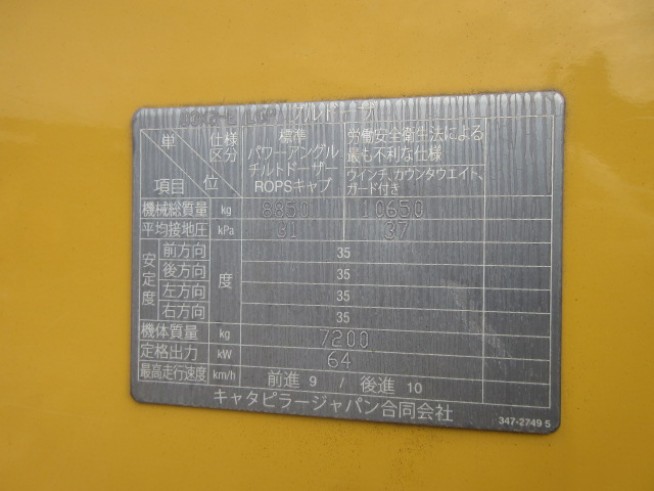 単 位
仕様
区分
項目
標準
パワーアングル
チルトドーザー
ROPSキャブ
労働安全衛生法による
最も不利な仕様
ウインチ、カウンタウエイト、
ガード付き
機械総質量 kg 8850 10650
平均接地圧 kPa 31 37
安定度 度
前方向 35
後方向 35
左方向 35
右方向 35
機体質量 kg 7200
定格出力 kW 64
最高走行速度 km/h 前進 9 / 後進 10
キャタピラージャパン合同会社
347-2749 5